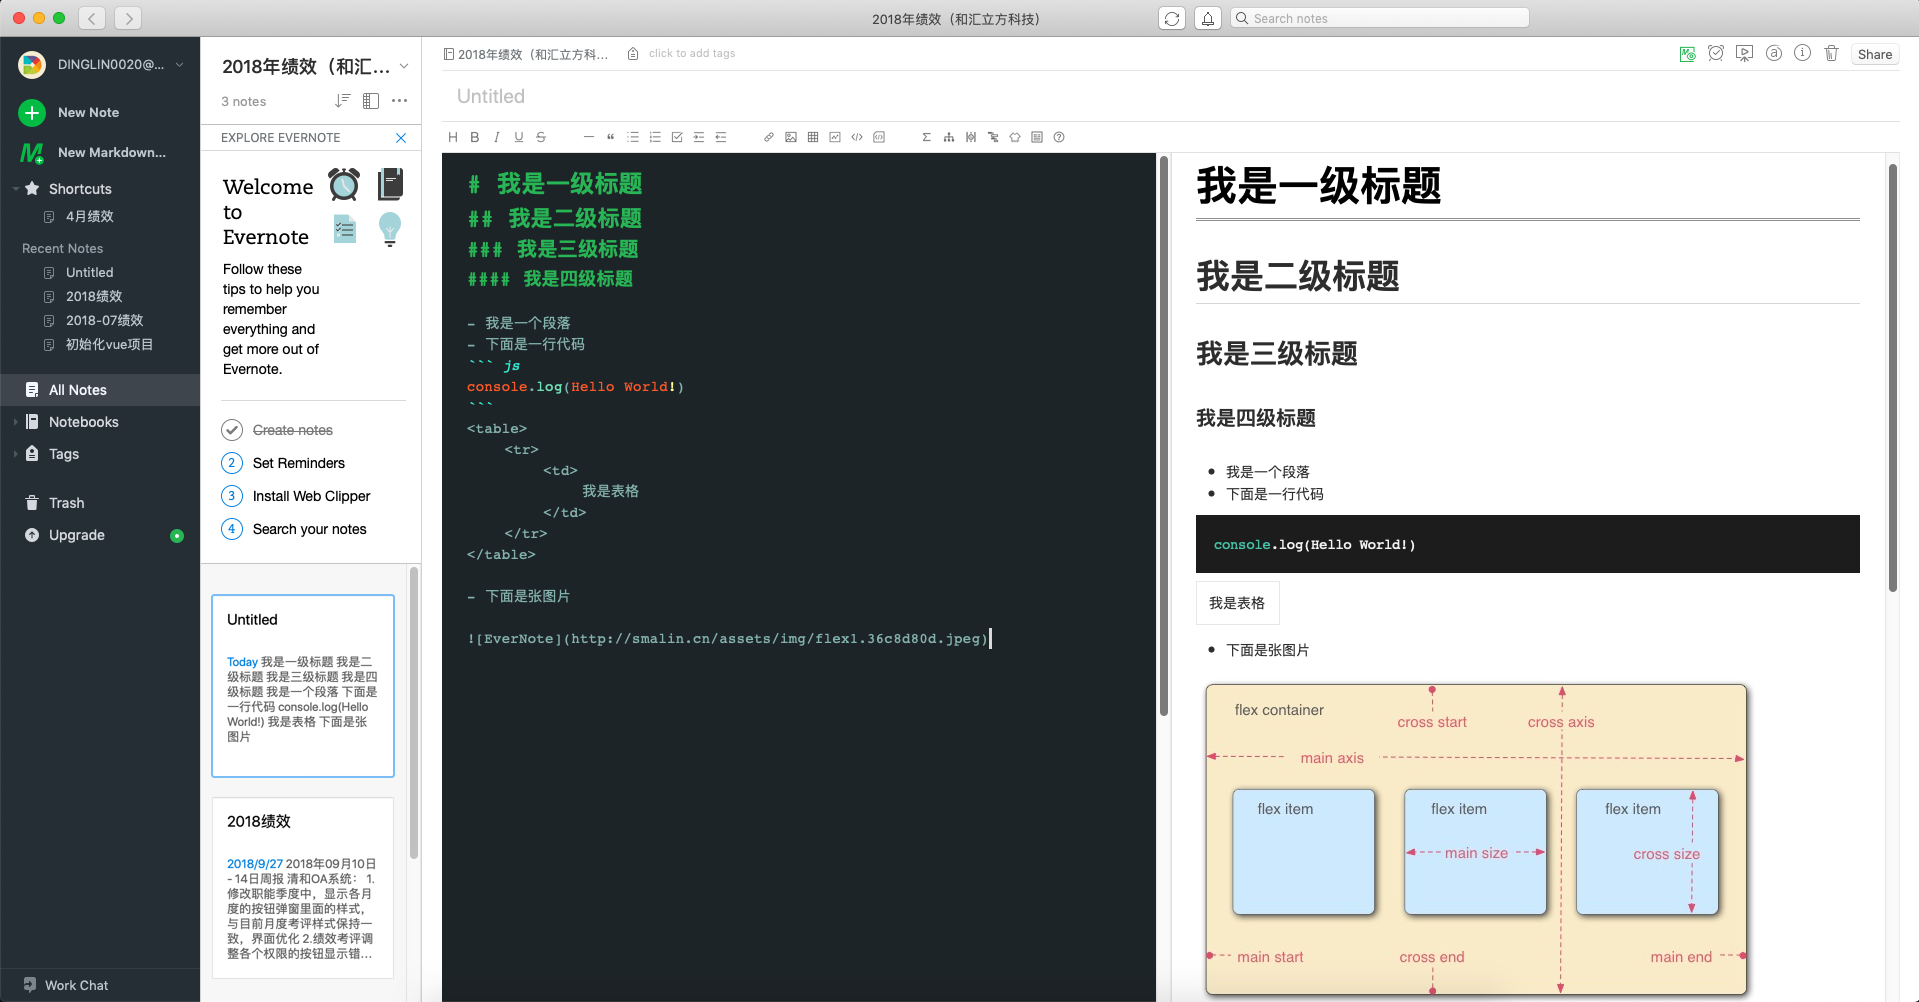 2018年绩效（和汇立方科技）
Search notes
DINGLIN0020@...
New Note
New Markdown...
Shortcuts
4月绩效
Recent Notes
Untitled
2018绩效
2018-07绩效
初始化vue项目
All Notes
Notebooks
Tags
Trash
Upgrade
Work Chat
2018年绩效（和汇...
3 notes
EXPLORE EVERNOTE
Welcome
to
Evernote
Follow these
tips to help you
remember
everything and
get more out of
Evernote.
Create notes
2 Set Reminders
3 Install Web Clipper
4 Search your notes
Untitled
Today 我是一级标题 我是二
级标题 我是三级标题 我是四
级标题 我是一个段落 下面是
一行代码 console.log(Hello
World!) 我是表格 下面是张
图片
2018绩效
2018/9/27 2018年09月10日
- 14日周报 清和OA系统： 1.
修改职能季度中，显示各月
度的按钮弹窗里面的样式，
与目前月度考评样式保持一
致，界面优化 2.绩效考评调
整各个权限的按钮显示错...
2018年绩效（和汇立方科...
click to add tags
Share
Untitled
# 我是一级标题
## 我是二级标题
### 我是三级标题
#### 我是四级标题
- 我是一个段落
- 下面是一行代码
``` js
console.log(Hello World!)
```
<table>
<tr>
<td>
我是表格
</td>
</tr>
</table>
- 下面是张图片
![EverNote](http://smalin.cn/assets/img/flex1.36c8d80d.jpeg)
我是一级标题
我是二级标题
我是三级标题
我是四级标题
我是一个段落
下面是一行代码
console.log(Hello World!)
我是表格
下面是张图片
flex container
cross start
cross axis
main axis
flex item
flex item
flex item
main size
cross size
main start
cross end
main end